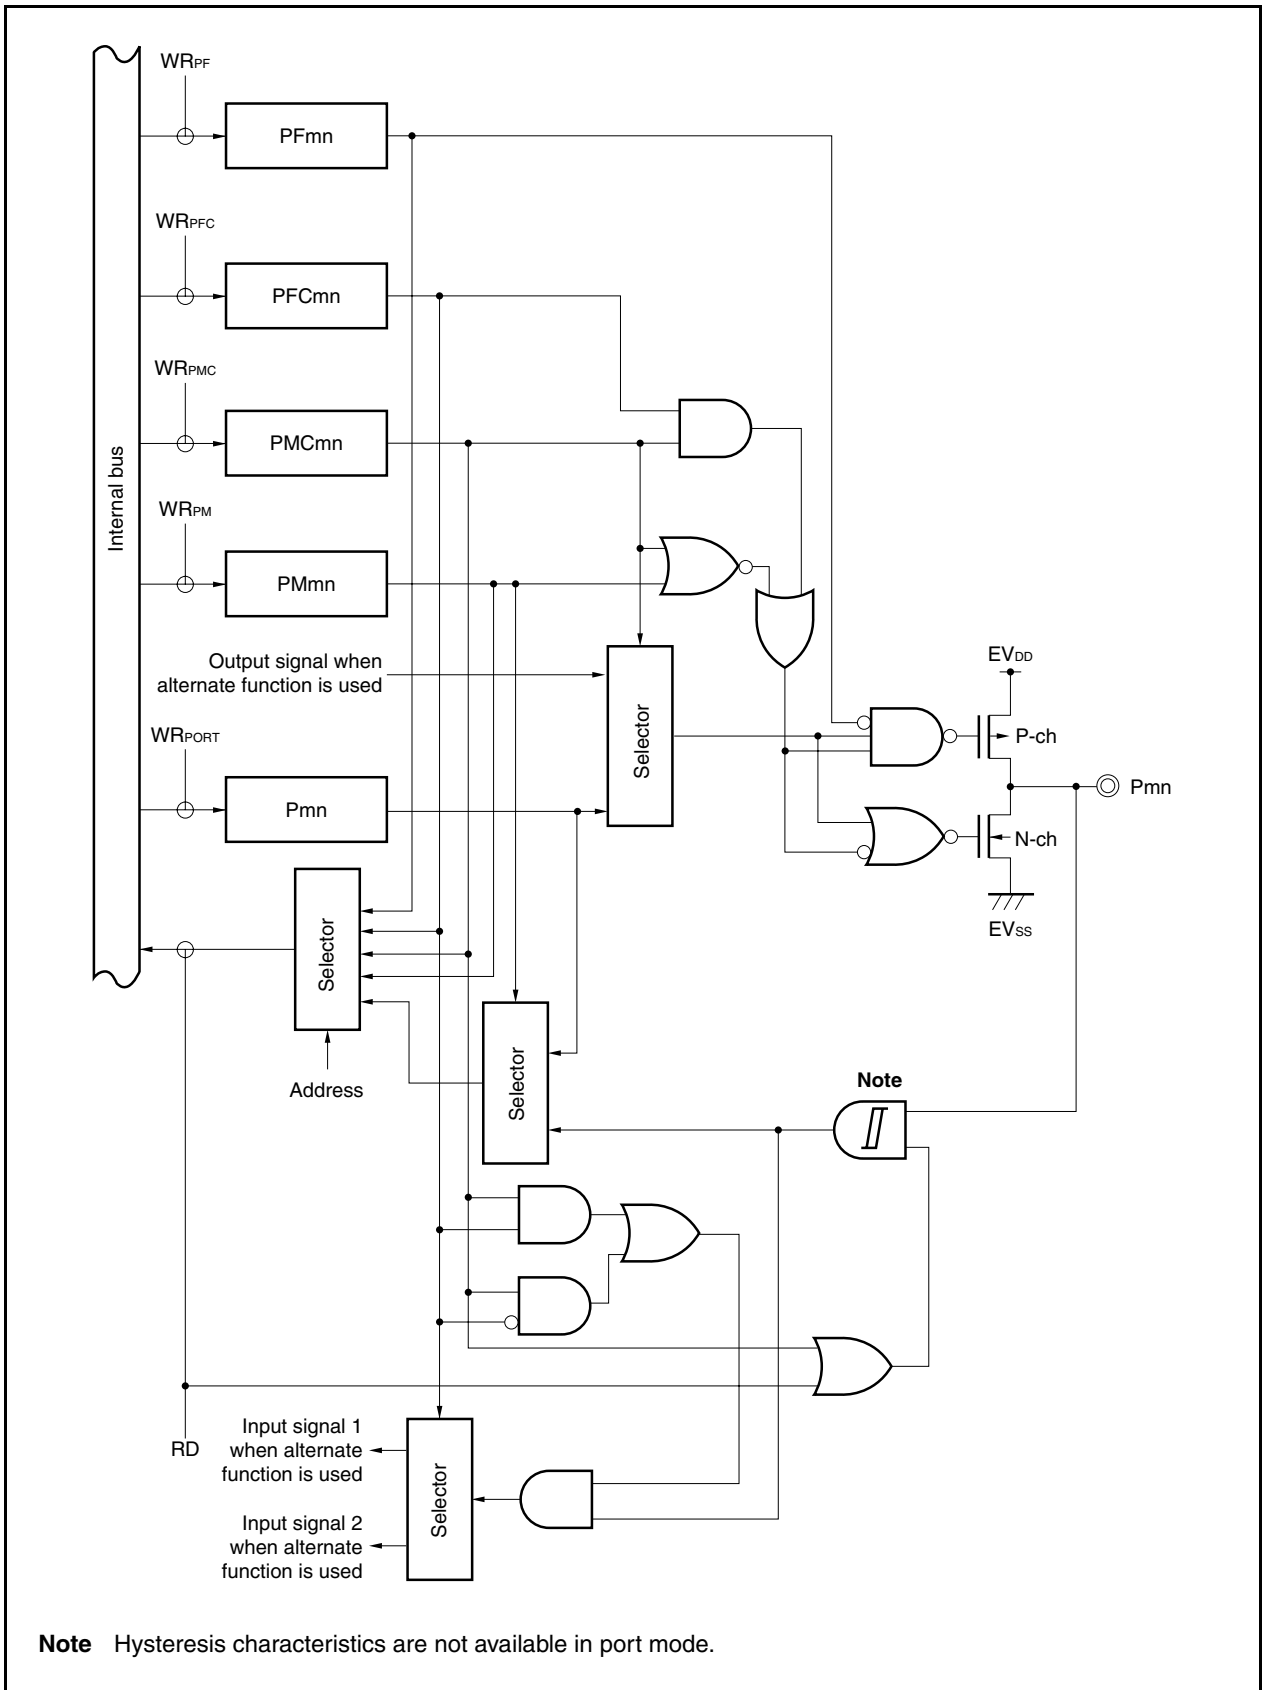 WRPF
PFmn
WRPFC
PFCmn
WRPMC
PMCmn
Internal bus
WRPM
PMmn
Output signal when
alternate function is used
Selector
EVDD
P-ch
WRPORT
Pmn
Pmn
N-ch
EVSS
Selector
Address
Selector
Note
RD
Input signal 1
when alternate
function is used
Selector
Input signal 2
when alternate
function is used
Note Hysteresis characteristics are not available in port mode.